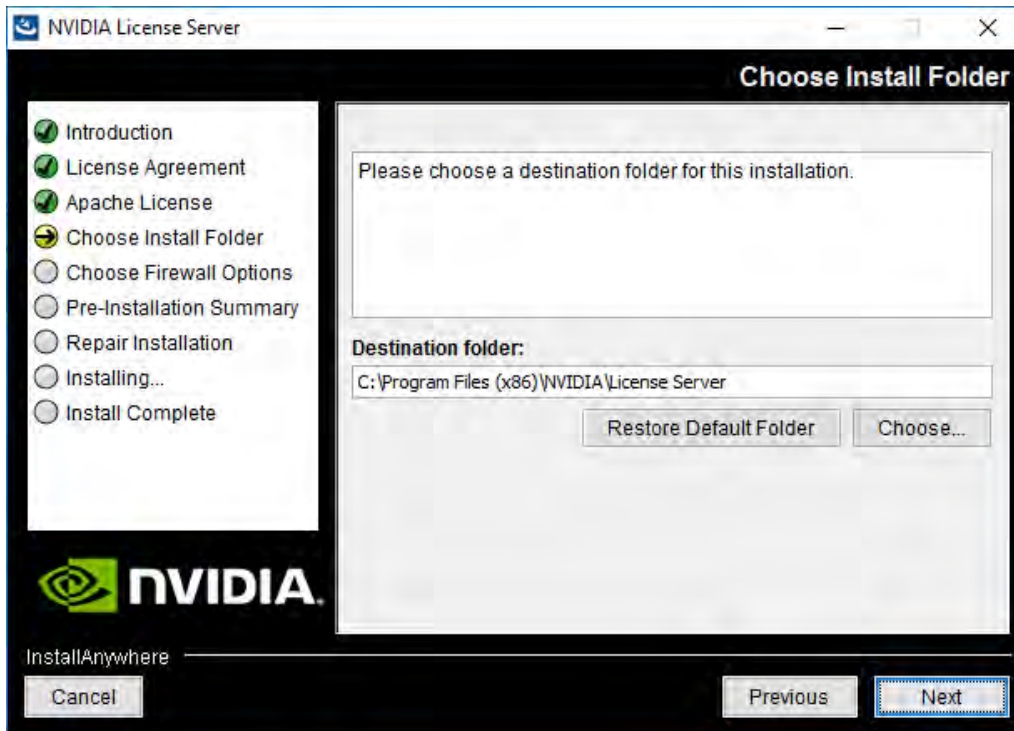 NVIDIA License Server
Choose Install Folder
Introduction
License Agreement
Apache License
Choose Install Folder
Choose Firewall Options
Pre-Installation Summary
Repair Installation
Installing...
Install Complete
Please choose a destination folder for this installation.
Destination folder:
C:\Program Files (x86)\NVIDIA\License Server
Restore Default Folder
Choose...
NVIDIA.
InstallAnywhere
Cancel
Previous
Next